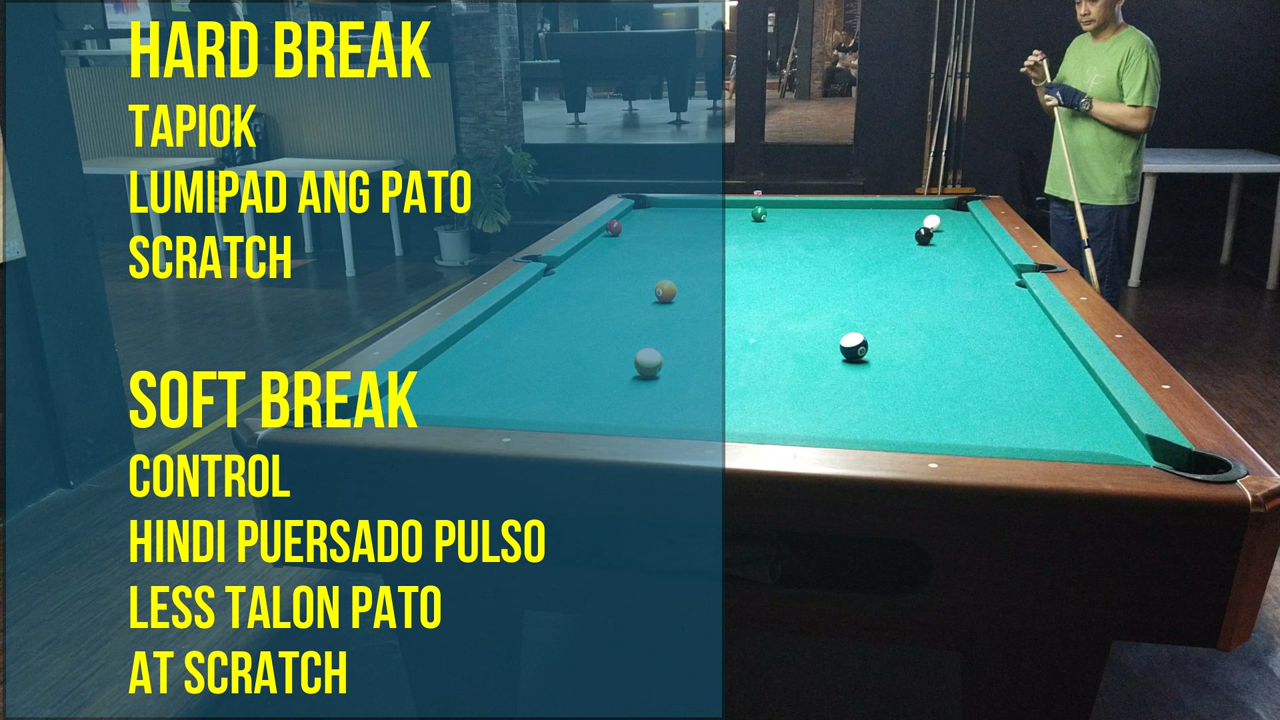 HARD BREAK
TAPIOK
LUMIPAD ANG PATO
SCRATCH
SOFT BREAK
CONTROL
HINDI PUERSADO PULSO
LESS TALON PATO
AT SCRATCH